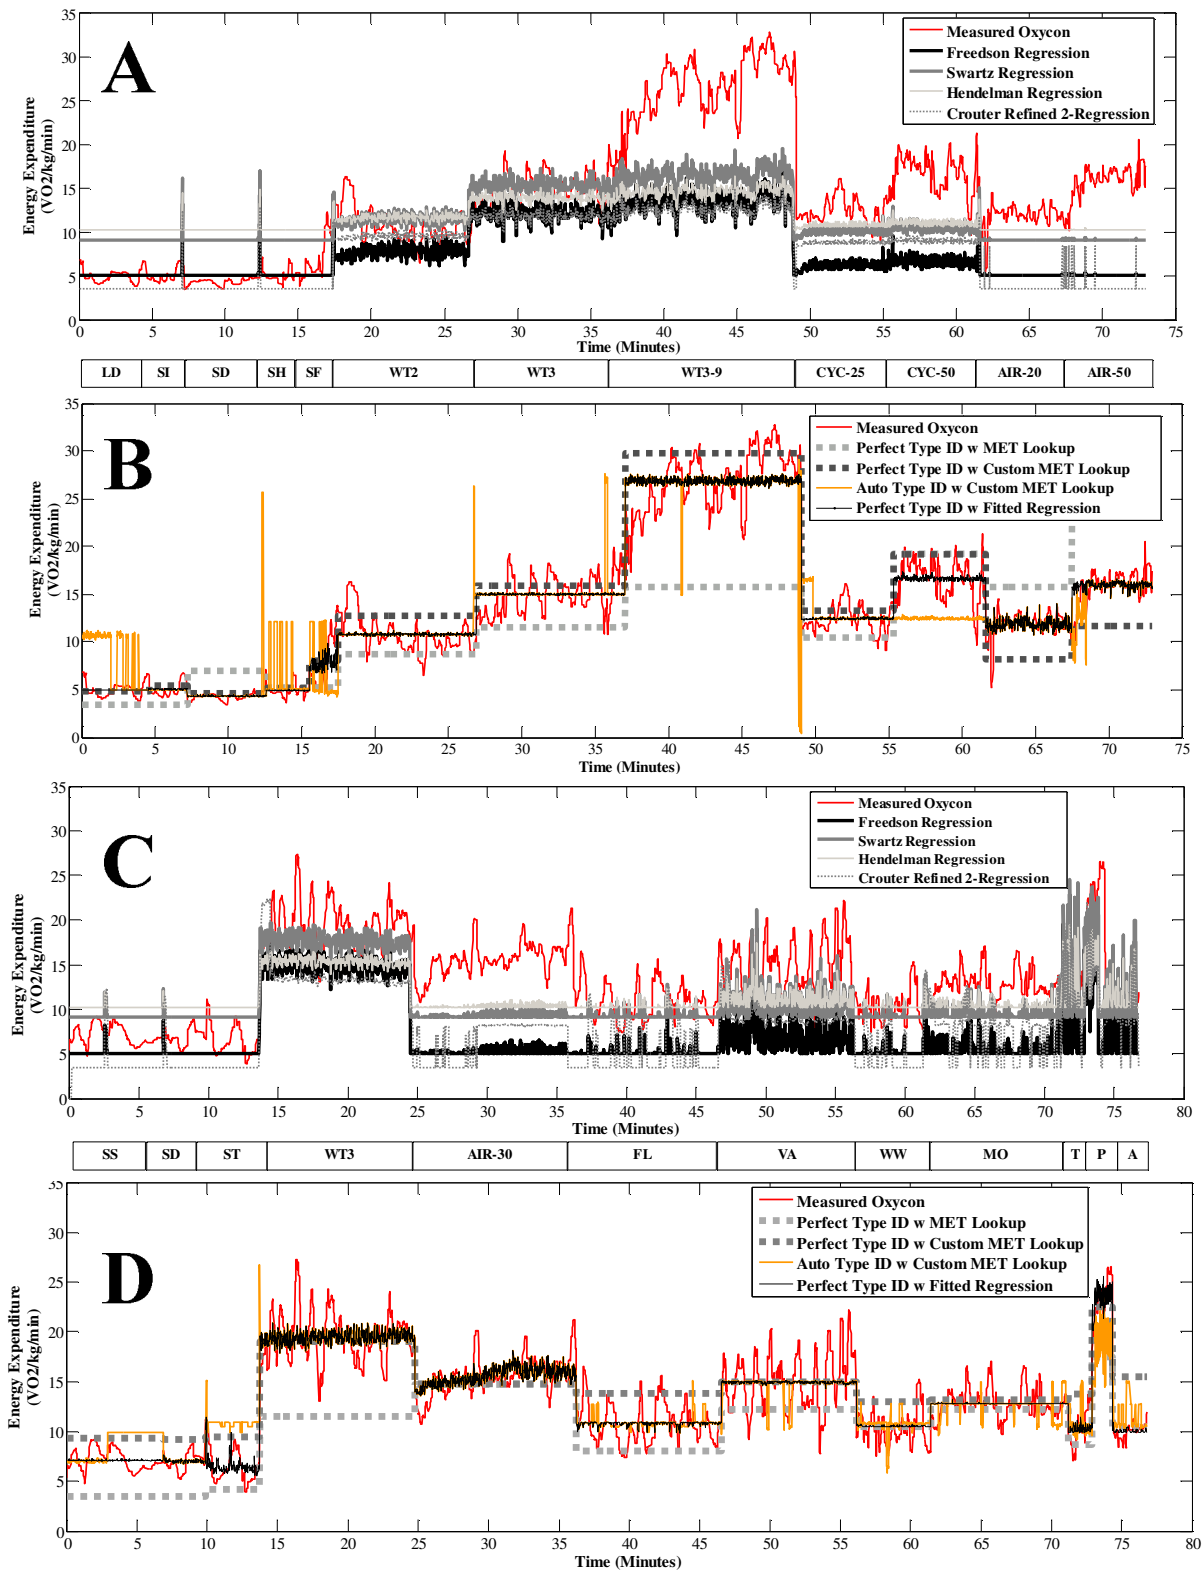 A
Energy Expenditure
(VO2/kg/min)
35
30
25
20
15
10
5
0
Measured Oxycon
Freedson Regression
Swartz Regression
Hendelman Regression
Crouter Refined 2-Regression
0 5 10 15 20 25 30 35 40 45 50 55 60 65 70 75
Time (Minutes)
LD SI SD SH SF WT2 WT3 WT3-9 CYC-25 CYC-50 AIR-20 AIR-50
B
Energy Expenditure
(VO2/kg/min)
35
30
25
20
15
10
5
0
Measured Oxycon
Perfect Type ID w MET Lookup
Perfect Type ID w Custom MET Lookup
Auto Type ID w Custom MET Lookup
Perfect Type ID w Fitted Regression
0 5 10 15 20 25 30 35 40 45 50 55 60 65 70 75
Time (Minutes)
C
Energy Expenditure
(VO2/kg/min)
35
30
25
20
15
10
5
0
Measured Oxycon
Freedson Regression
Swartz Regression
Hendelman Regression
Crouter Refined 2-Regression
0 5 10 15 20 25 30 35 40 45 50 55 60 65 70 75 80
Time (Minutes)
SS SD ST WT3 AIR-30 FL VA WW MO T P A
D
Energy Expenditure
(VO2/kg/min)
35
30
25
20
15
10
5
0
Measured Oxycon
Perfect Type ID w MET Lookup
Perfect Type ID w Custom MET Lookup
Auto Type ID w Custom MET Lookup
Perfect Type ID w Fitted Regression
0 5 10 15 20 25 30 35 40 45 50 55 60 65 70 75 80
Time (Minutes)